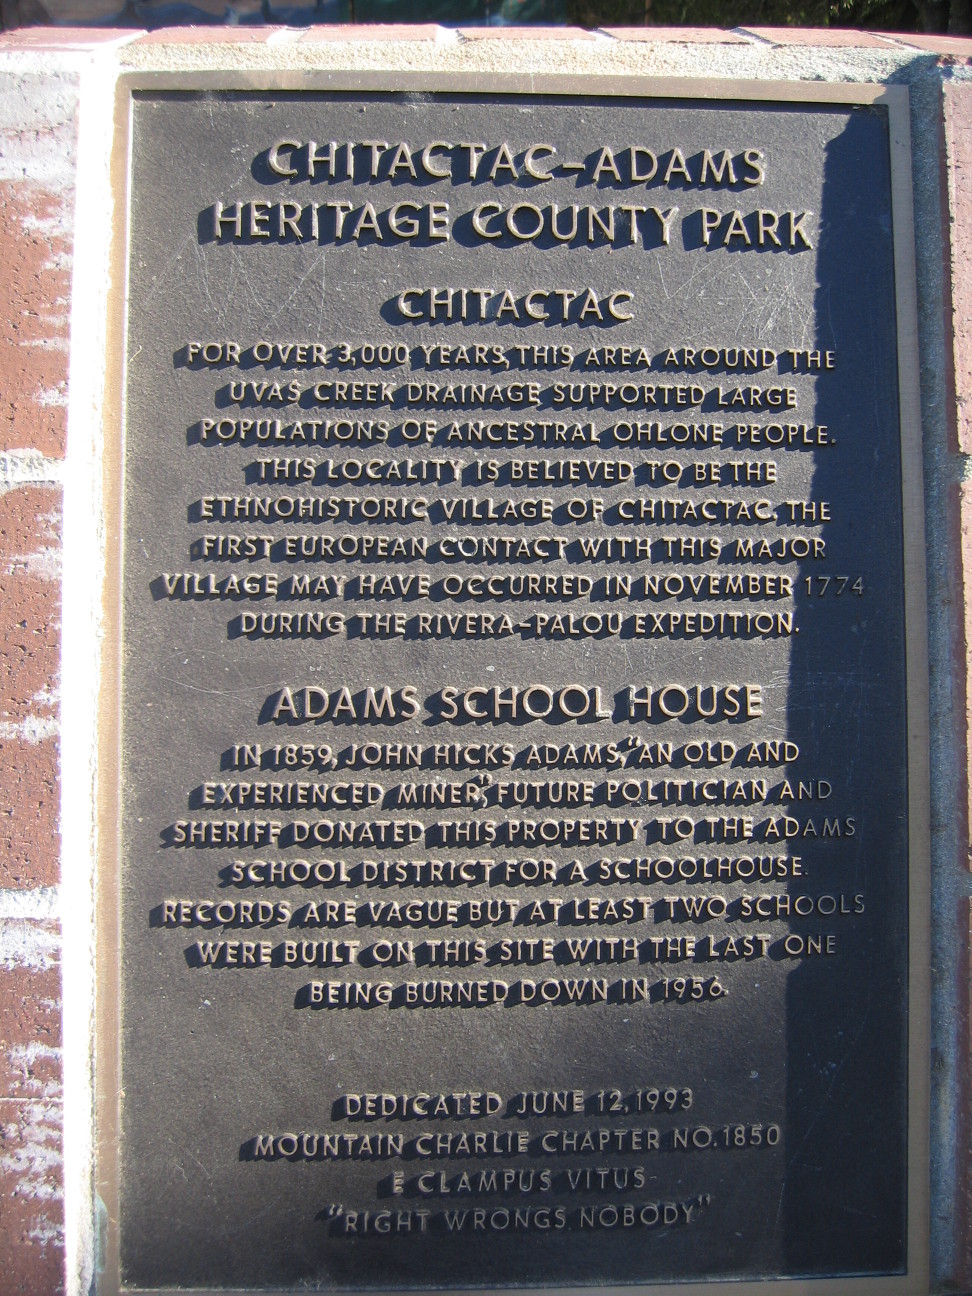 CHITACTAC-ADAMS
HERITAGE COUNTY PARK
CHITACTAC
FOR OVER 3,000 YEARS, THIS AREA AROUND THE
UVAS CREEK DRAINAGE SUPPORTED LARGE
POPULATIONS OF ANCESTRAL OHLONE PEOPLE.
THIS LOCALITY IS BELIEVED TO BE THE
ETHNOHISTORIC VILLAGE OF CHITACTAC. THE
FIRST EUROPEAN CONTACT WITH THIS MAJOR
VILLAGE MAY HAVE OCCURRED IN NOVEMBER 1774
DURING THE RIVERA-PALOU EXPEDITION.
ADAMS SCHOOL HOUSE
IN 1859, JOHN HICKS ADAMS, "AN OLD AND
EXPERIENCED MINER," FUTURE POLITICIAN AND
SHERIFF DONATED THIS PROPERTY TO THE ADAMS
SCHOOL DISTRICT FOR A SCHOOLHOUSE.
RECORDS ARE VAGUE BUT AT LEAST TWO SCHOOLS
WERE BUILT ON THIS SITE WITH THE LAST ONE
BEING BURNED DOWN IN 1956.
DEDICATED JUNE 12, 1993
MOUNTAIN CHARLIE CHAPTER NO. 1850
E CLAMPUS VITUS
"RIGHT WRONGS NOBODY"